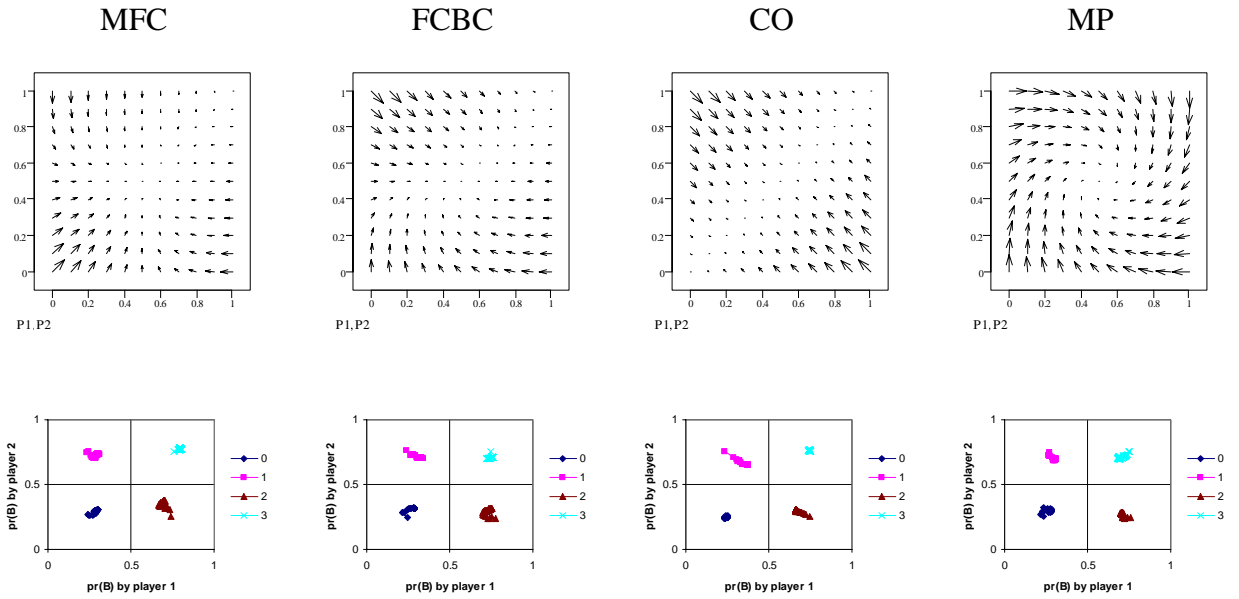 MFC FCBC CO MP
1 1 1 1
0.8 0.8 0.8 0.8
0.6 0.6 0.6 0.6
0.4 0.4 0.4 0.4
0.2 0.2 0.2 0.2
0 0 0 0
0 0.2 0.4 0.6 0.8 1 0 0.2 0.4 0.6 0.8 1 0 0.2 0.4 0.6 0.8 1 0 0.2 0.4 0.6 0.8 1
P1, P2 P1, P2 P1, P2 P1, P2
pr(B) by player 2
1
0.5
0
0 0.5 1
pr(B) by player 1
0
1
2
3
pr(B) by player 2
1
0.5
0
0 0.5 1
pr(B) by player 1
0
1
2
3
pr(B) by player 2
1
0.5
0
0 0.5 1
pr(B) by player 1
0
1
2
3
pr(B) by player 2
1
0.5
0
0 0.5 1
pr(B) by player 1
0
1
2
3